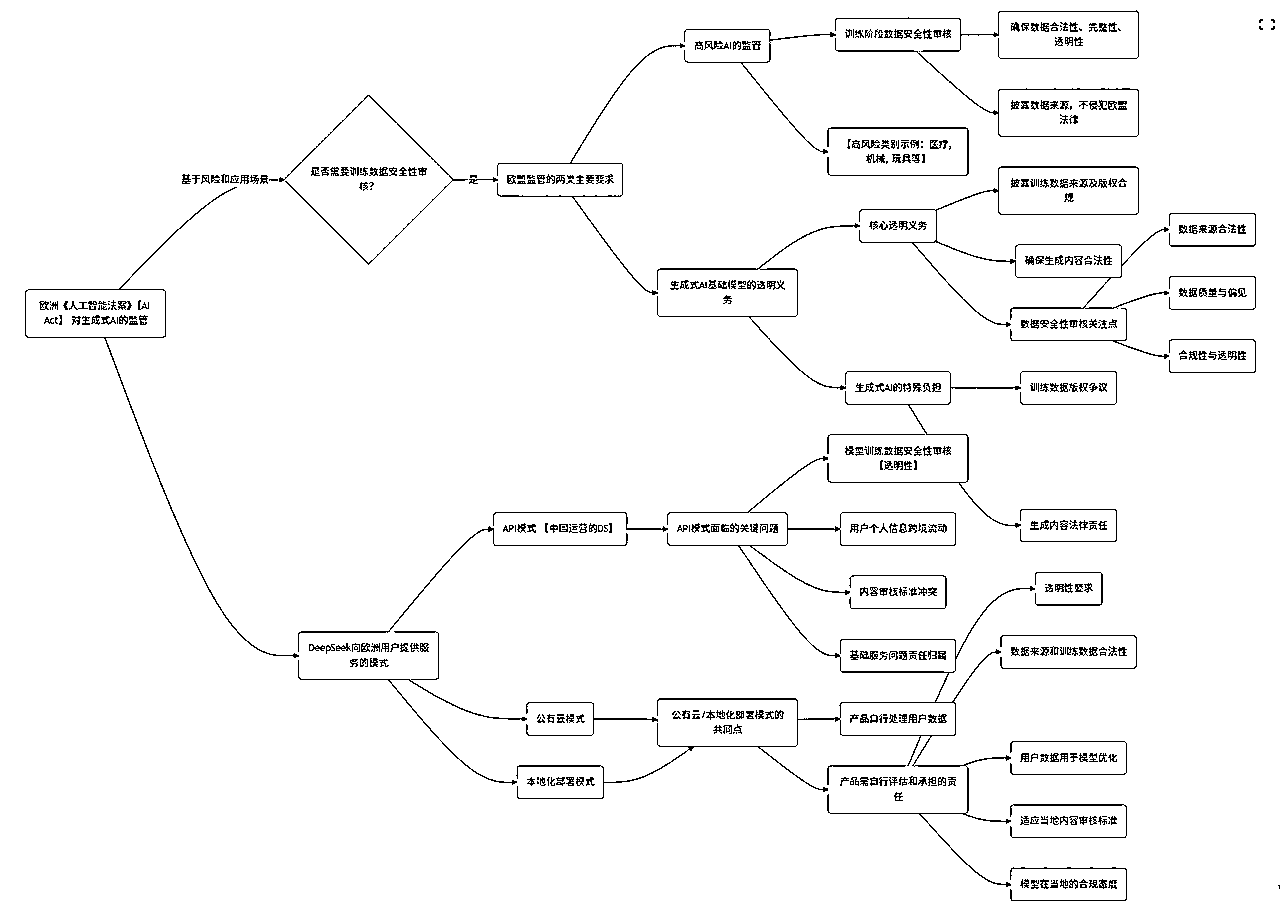 确保数据合法性、完整性、
透明性
训练阶段数据安全性审核
高风险AI的监管
披露数据来源，不侵犯欧盟
法律
【高风险类别示例：医疗，
机械, 玩具等】
基于风险和应用场景
是否需要训练数据安全性审
核？
是
欧盟监管的两类主要要求
披露训练数据来源及版权合
规
核心透明义务
数据来源合法性
确保生成内容合法性
生成式AI基础模型的透明义
务
数据质量与偏见
欧洲《人工智能法案》【AI
Act】 对生成式AI的监管
数据安全性审核关注点
合规性与透明性
生成式AI的特殊负担
训练数据版权争议
模型训练数据安全性审核
【透明性】
API模式 【中国运营的DS】
API模式面临的关键问题
用户个人信息跨境流动
生成内容法律责任
内容审核标准冲突
透明性要求
DeepSeek向欧洲用户提供服
务的模式
基础服务问题责任归属
数据来源和训练数据合法性
公有云模式
公有云/本地化部署模式的
共同点
产品自行处理用户数据
用户数据用于模型优化
本地化部署模式
产品需自行评估和承担的责
任
适应当地内容审核标准
模型在当地的合规